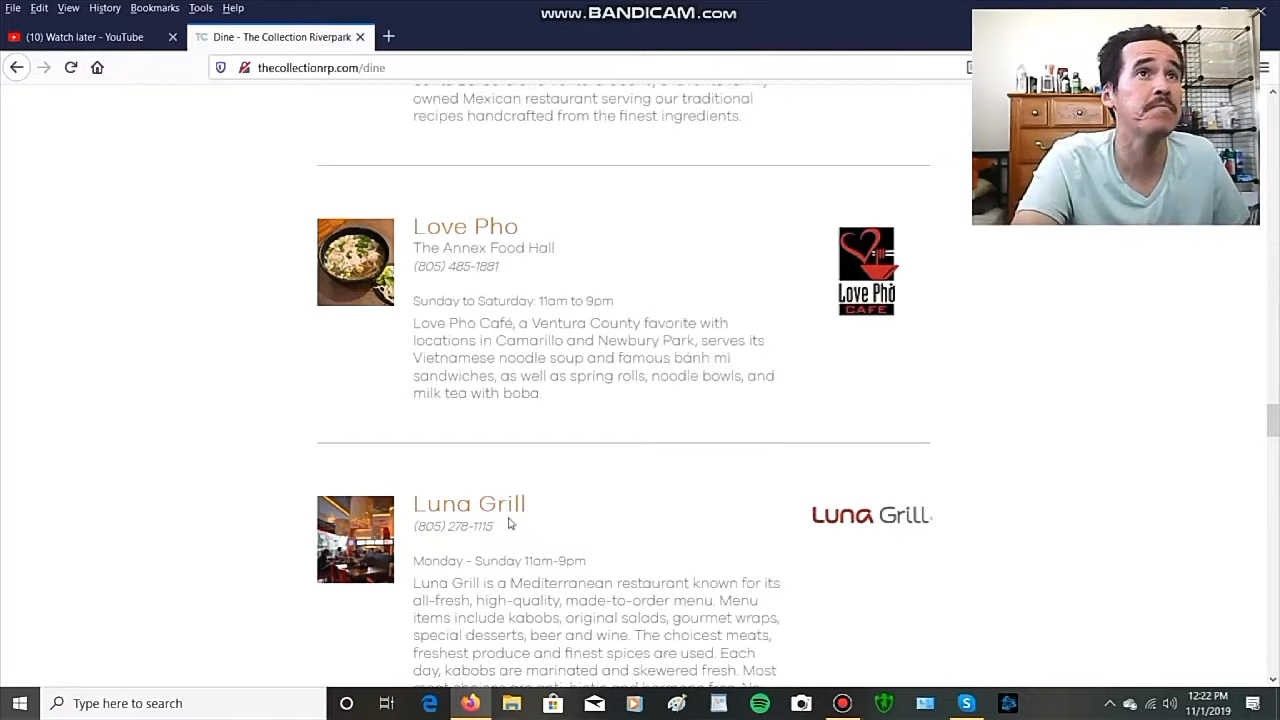 File Edit View History Bookmarks Tools Help
www.BANDICAM.com
(10) Watch later - YouTube
TC Dine - The Collection Riverpark
thecollectionrp.com/dine
owned Mexican restaurant serving our traditional
recipes handcrafted from the finest ingredients.
Love Pho
The Annex Food Hall
(805) 485-1881
Sunday to Saturday: 11am to 9pm
Love Pho Café, a Ventura County favorite with
locations in Camarillo and Newbury Park, serves its
Vietnamese noodle soup and famous bánh mì
sandwiches, as well as spring rolls, noodle bowls, and
milk tea with boba.
Love Phở
CAFE
Luna Grill
(805) 278-1115
Monday - Sunday 11am-9pm
Luna Grill is a Mediterranean restaurant known for its
all-fresh, high-quality, made-to-order menu. Menu
items include kabobs, original salads, gourmet wraps,
special desserts, beer and wine. The choicest meats,
freshest produce and finest spices are used. Each
day, kabobs are marinated and skewered fresh. Most
Luna Grill
Type here to search
12:22 PM
11/1/2019